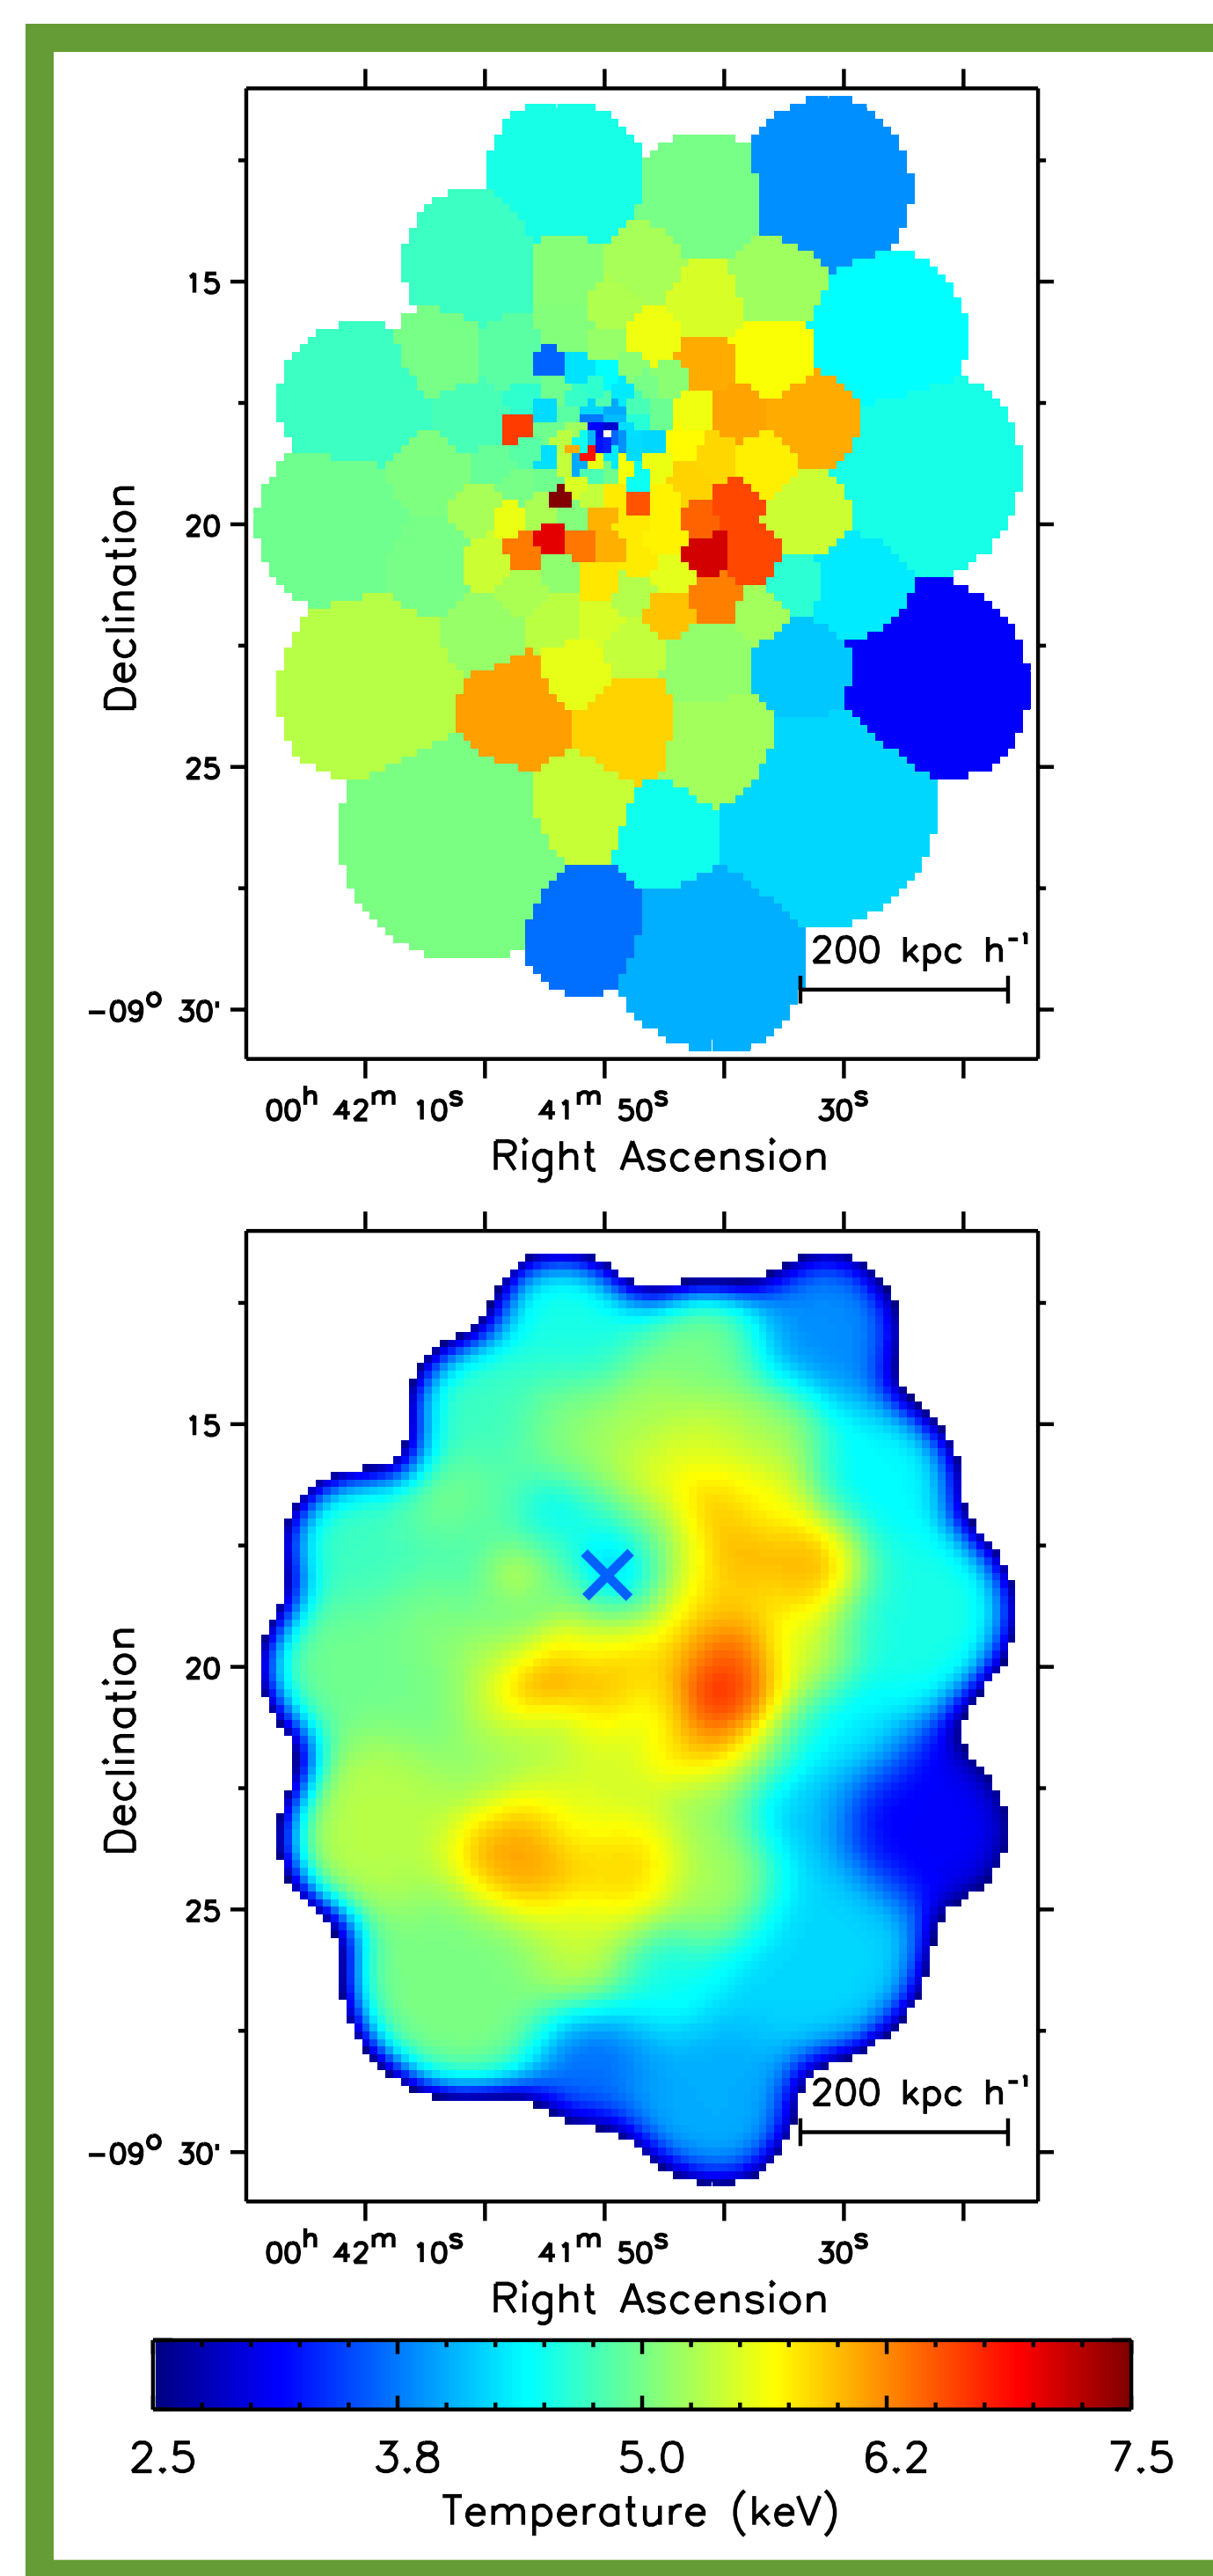 15
20
25
-09° 30'
Declination
200 kpc h⁻¹
00ʰ 42ᵐ 10ˢ 41ᵐ 50ˢ 30ˢ
Right Ascension
15
20
25
-09° 30'
Declination
200 kpc h⁻¹
00ʰ 42ᵐ 10ˢ 41ᵐ 50ˢ 30ˢ
Right Ascension
2.5 3.8 5.0 6.2 7.5
Temperature (keV)